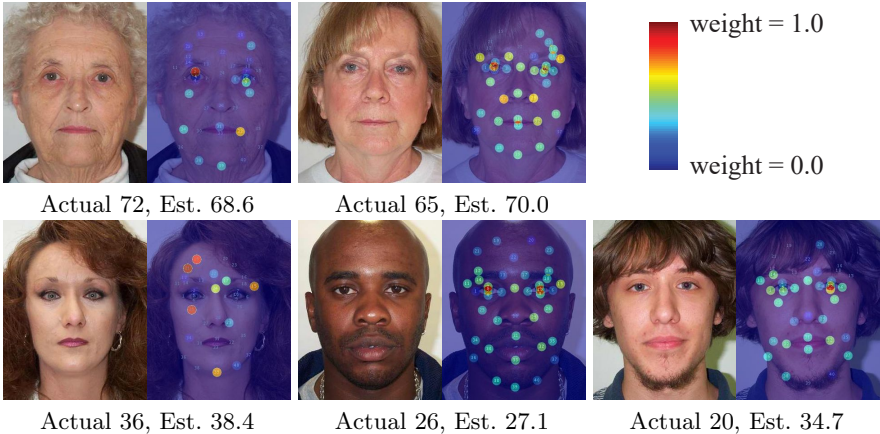 weight = 1.0
weight = 0.0
Actual 72, Est. 68.6
Actual 65, Est. 70.0
Actual 36, Est. 38.4
Actual 26, Est. 27.1
Actual 20, Est. 34.7